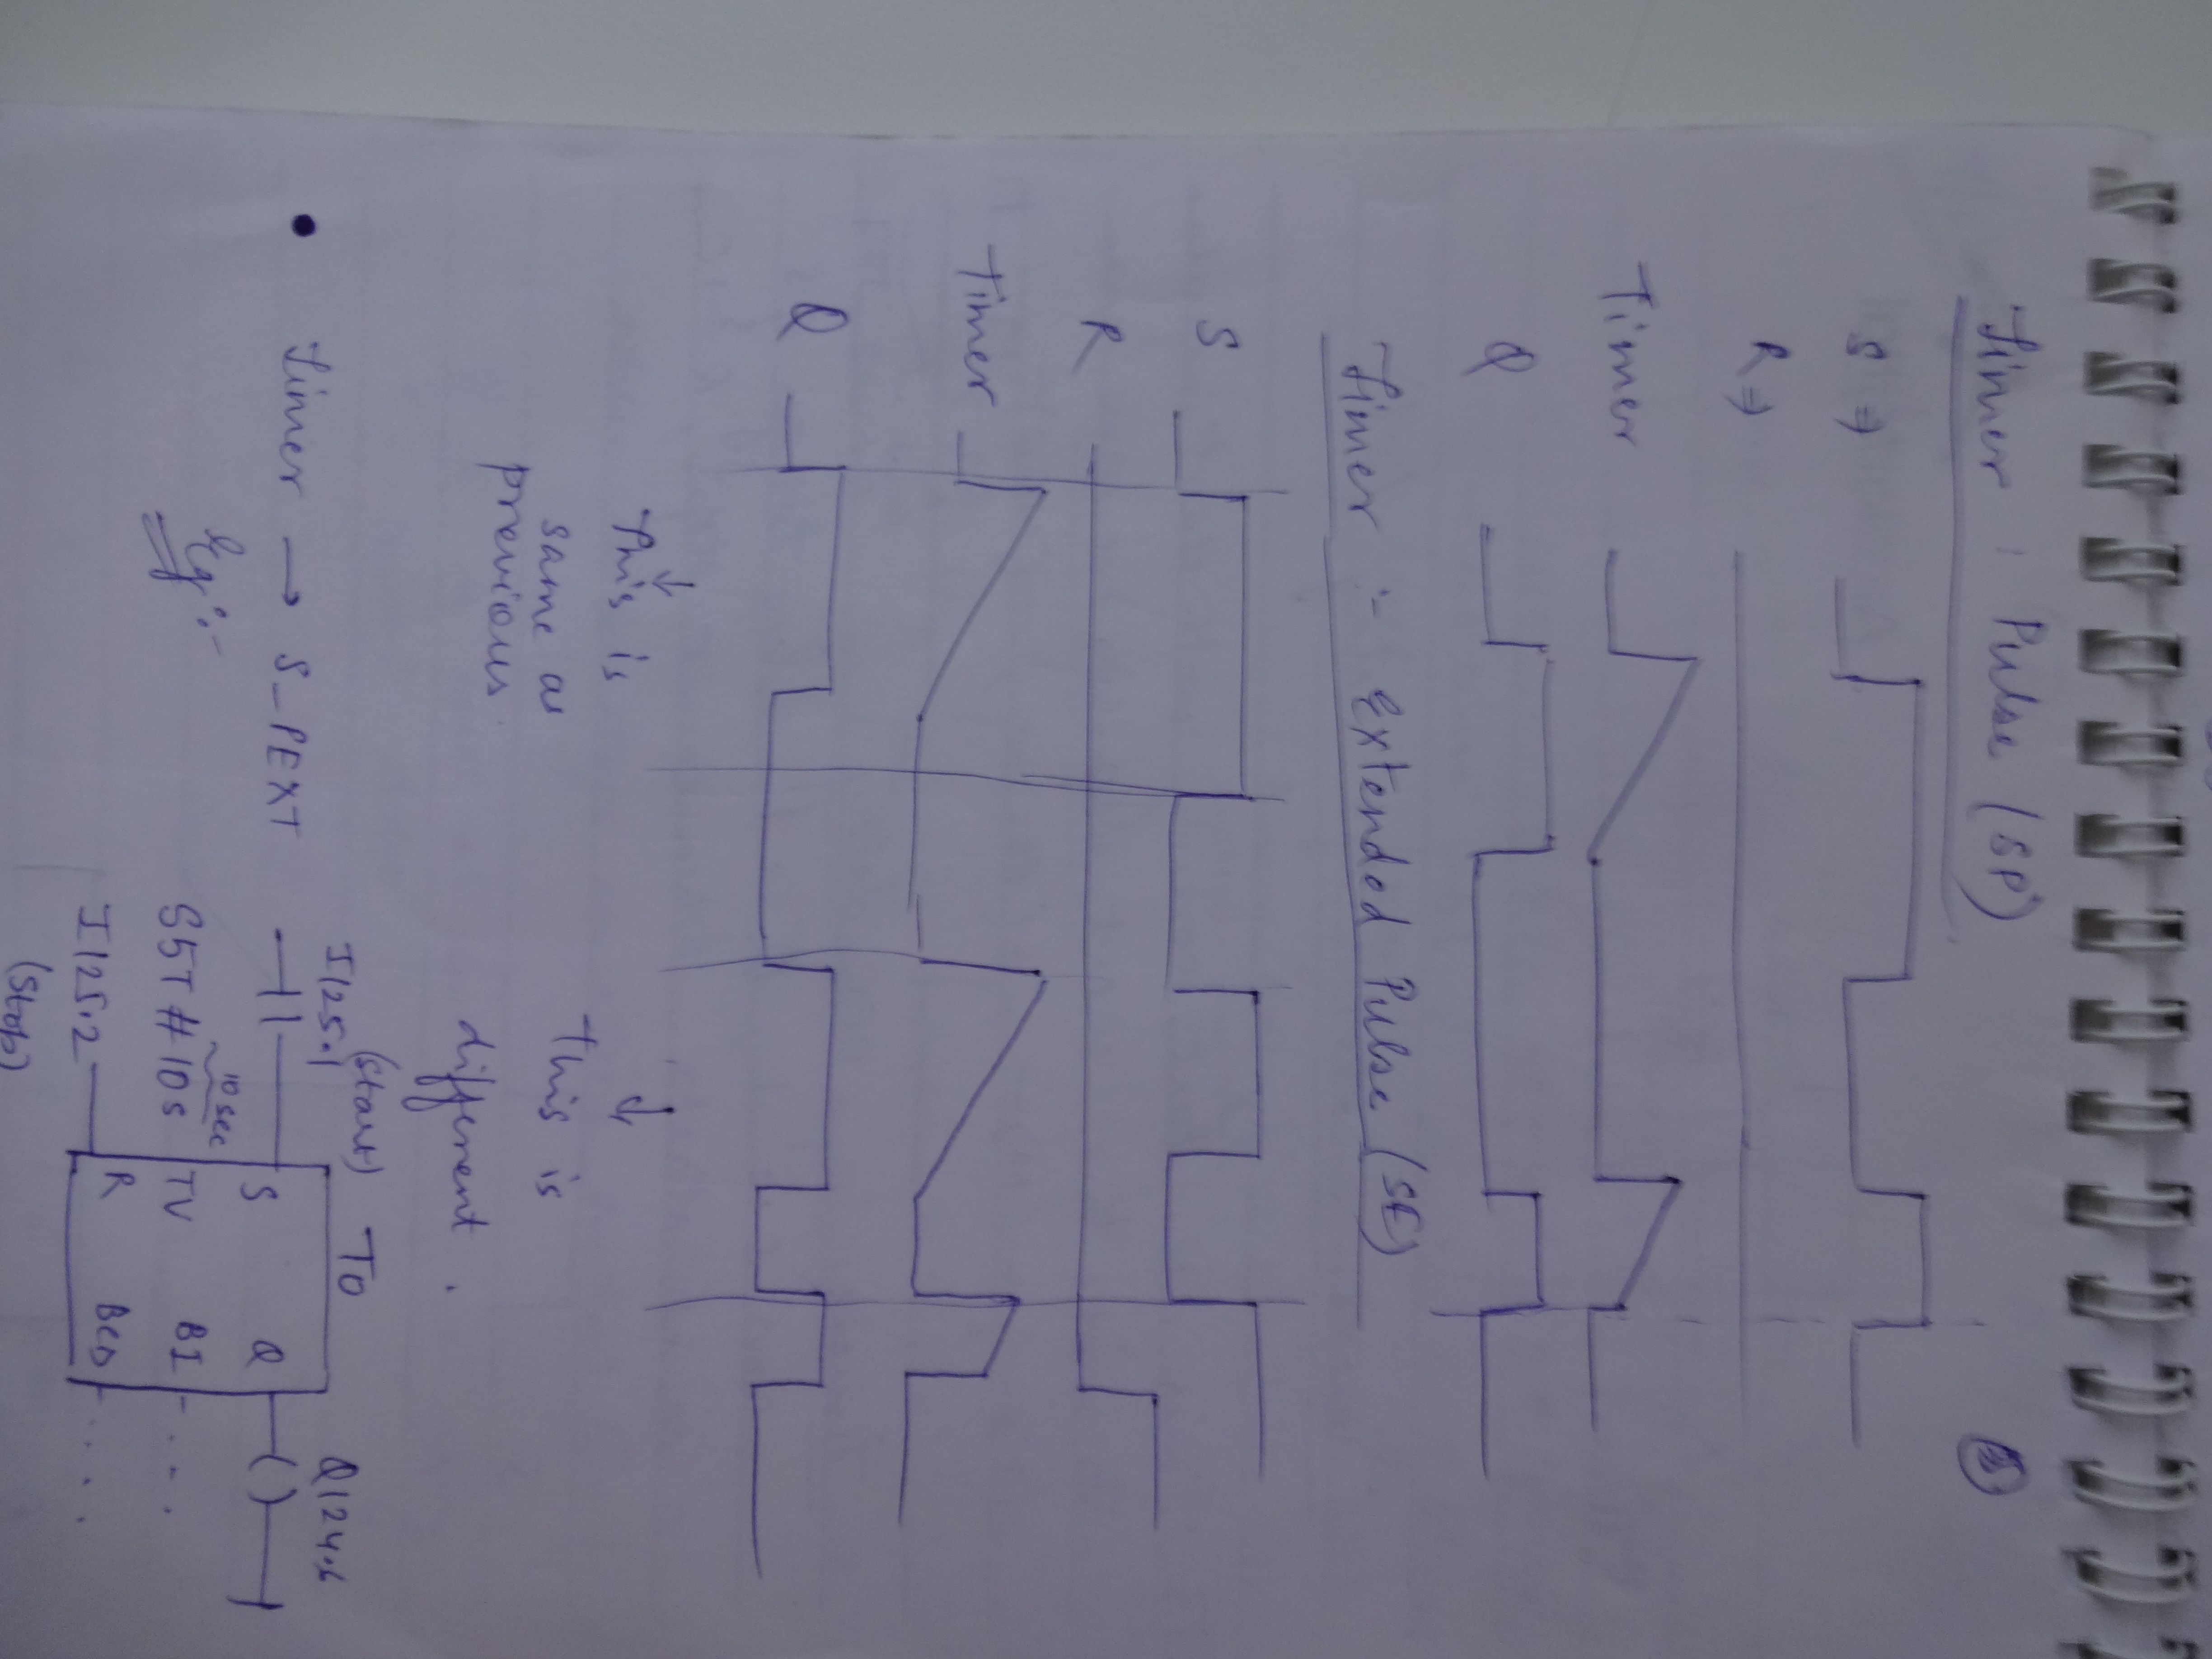 Timer : Pulse (SP)
S ⇒
R ⇒
Timer
Q
Timer :- Extended Pulse (SE)
S
R
Timer
Q
↓ ↓
This is This is
same as different.
previous.
• Timer → S_PEXT
Eg:-
I125.1 (Start) T0 Q124.6
S Q ( )
10 sec
S5T#10s TV BI - - - .
I125.2 R BCD - . . .
(Stop)